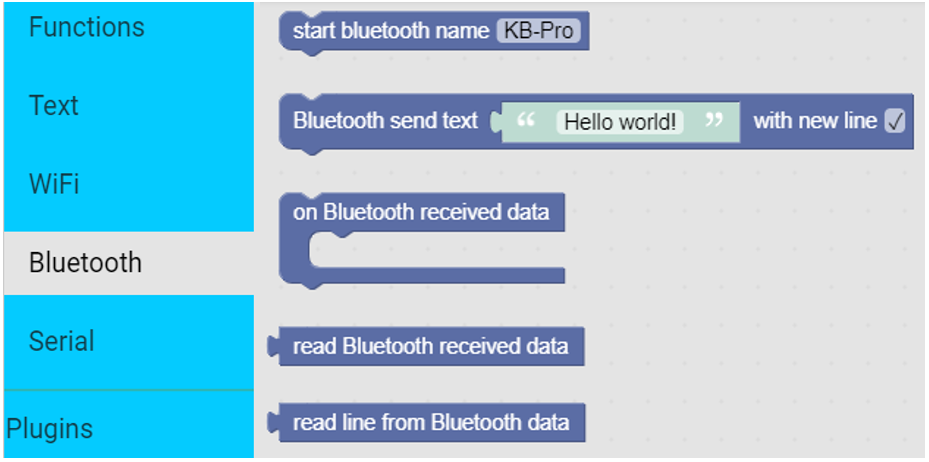 Functions
Text
WiFi
Bluetooth
Serial
Plugins
start bluetooth name KB-Pro
Bluetooth send text “ Hello world! ” with new line ✓
on Bluetooth received data
read Bluetooth received data
read line from Bluetooth data